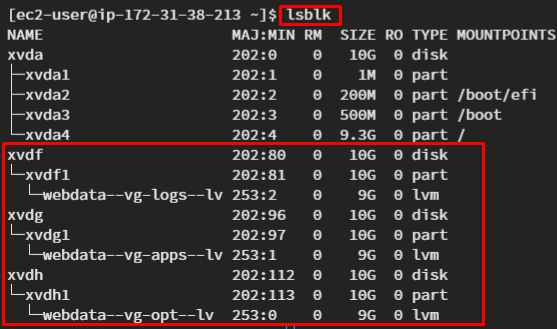 [ec2-user@ip-172-31-38-213 ~]$ lsblk
NAME MAJ:MIN RM SIZE RO TYPE MOUNTPOINTS
xvda 202:0 0 10G 0 disk
├─xvda1 202:1 0 1M 0 part
├─xvda2 202:2 0 200M 0 part /boot/efi
├─xvda3 202:3 0 500M 0 part /boot
└─xvda4 202:4 0 9.3G 0 part /
xvdf 202:80 0 10G 0 disk
└─xvdf1 202:81 0 10G 0 part
└─webdata--vg-logs--lv 253:2 0 9G 0 lvm
xvdg 202:96 0 10G 0 disk
└─xvdg1 202:97 0 10G 0 part
└─webdata--vg-apps--lv 253:1 0 9G 0 lvm
xvdh 202:112 0 10G 0 disk
└─xvdh1 202:113 0 10G 0 part
└─webdata--vg-opt--lv 253:0 0 9G 0 lvm